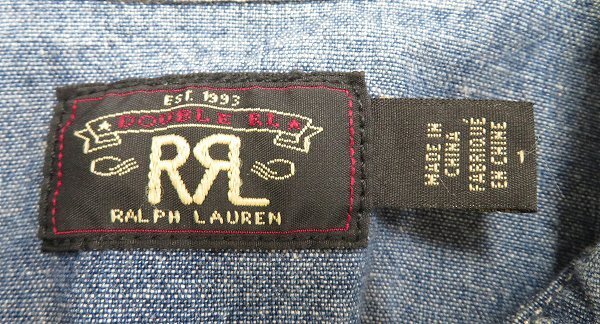 EST. 1993
DOUBLE RL
RRL
RALPH LAUREN
MADE IN
CHINA
FABRIQUÉ
EN CHINE
1